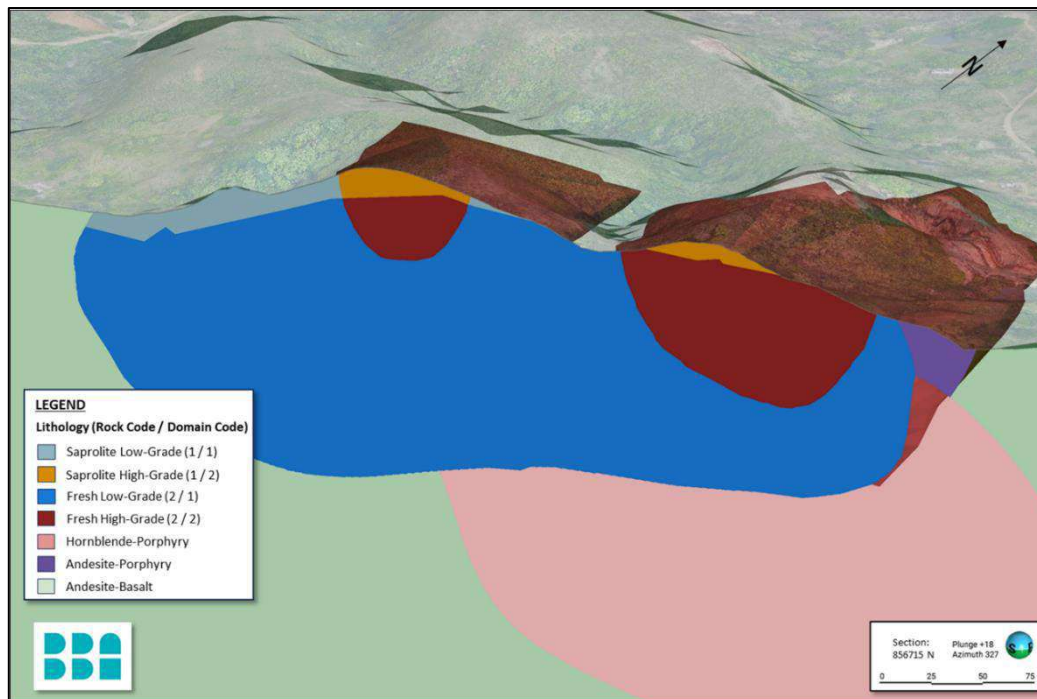 N
LEGEND
Lithology (Rock Code / Domain Code)
Saprolite Low-Grade (1 / 1)
Saprolite High-Grade (1 / 2)
Fresh Low-Grade (2 / 1)
Fresh High-Grade (2 / 2)
Hornblende-Porphyry
Andesite-Porphyry
Andesite-Basalt
BBA
Section:
856715 N
Plunge +18
Azimuth 327
0 25 50 75